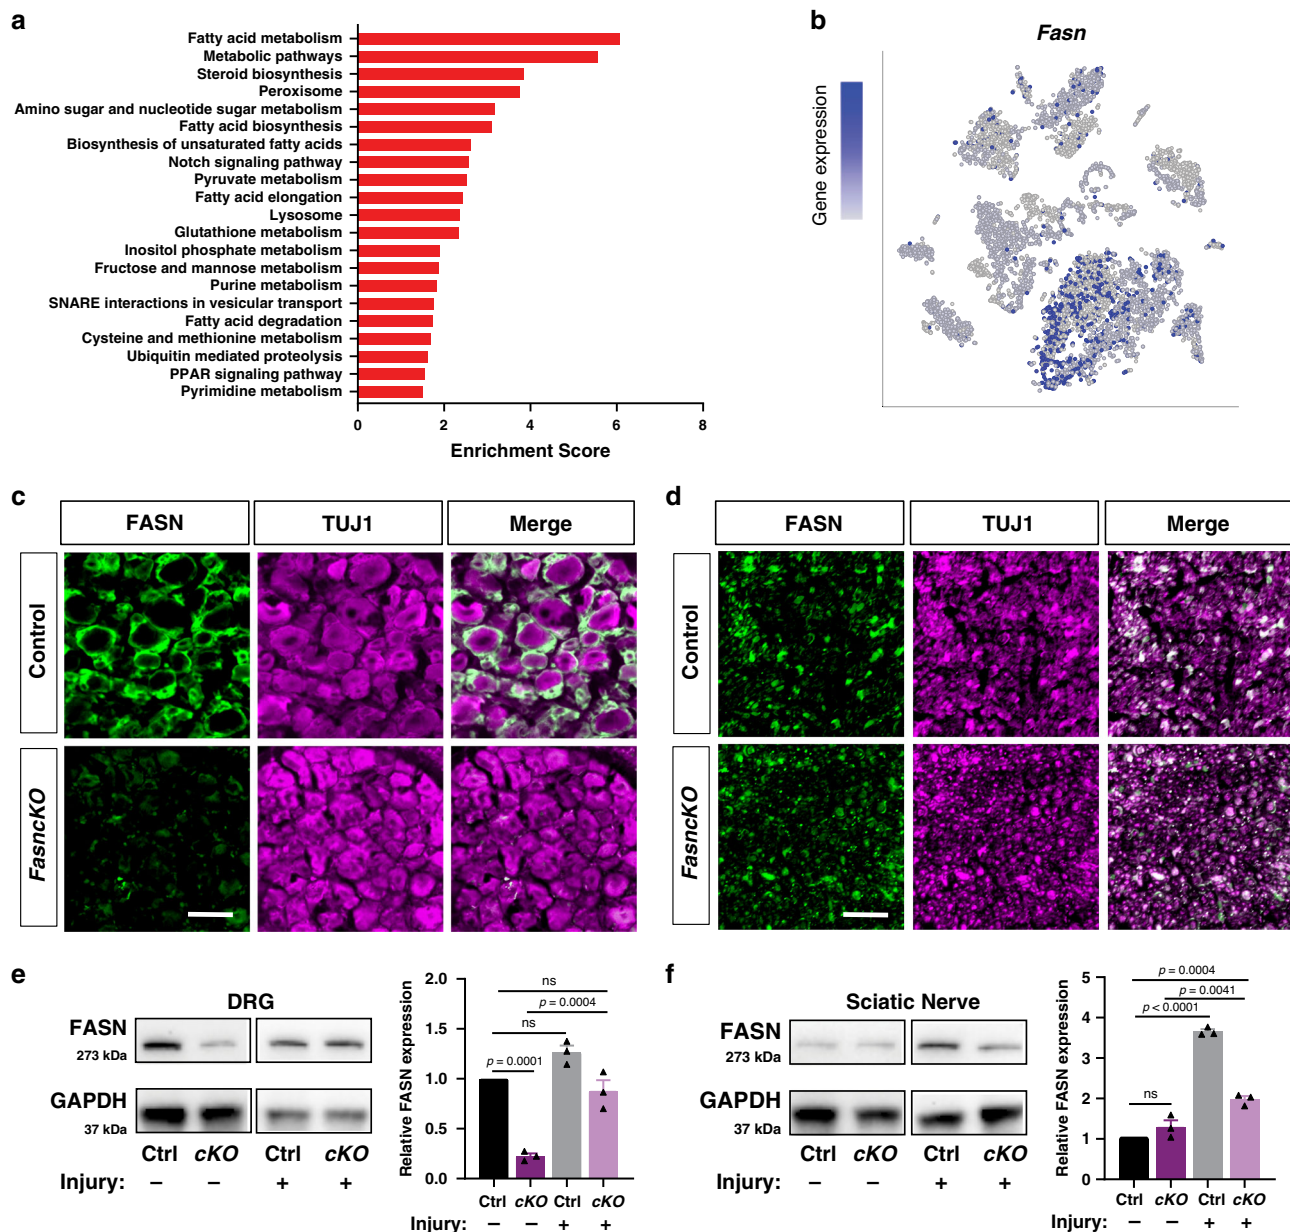 a
Fatty acid metabolism
Metabolic pathways
Steroid biosynthesis
Peroxisome
Amino sugar and nucleotide sugar metabolism
Fatty acid biosynthesis
Biosynthesis of unsaturated fatty acids
Notch signaling pathway
Pyruvate metabolism
Fatty acid elongation
Lysosome
Glutathione metabolism
Inositol phosphate metabolism
Fructose and mannose metabolism
Purine metabolism
SNARE interactions in vesicular transport
Fatty acid degradation
Cysteine and methionine metabolism
Ubiquitin mediated proteolysis
PPAR signaling pathway
Pyrimidine metabolism
0 2 4 6 8
Enrichment Score
b
Fasn
Gene expression
c
FASN TUJ1 Merge
Control
FasncKO
d
FASN TUJ1 Merge
Control
FasncKO
e
DRG
FASN
273 kDa
GAPDH
37 kDa
Ctrl cKO Ctrl cKO
Injury: – – + +
Relative FASN expression
2.0
1.5
1.0
0.5
0.0
ns
p = 0.0004
ns
p = 0.0001
Ctrl cKO Ctrl cKO
Injury: – – + +
f
Sciatic Nerve
FASN
273 kDa
GAPDH
37 kDa
Ctrl cKO Ctrl cKO
Injury: – – + +
Relative FASN expression
5
4
3
2
1
0
p = 0.0004
p = 0.0041
p < 0.0001
ns
Ctrl cKO Ctrl cKO
Injury: – – + +